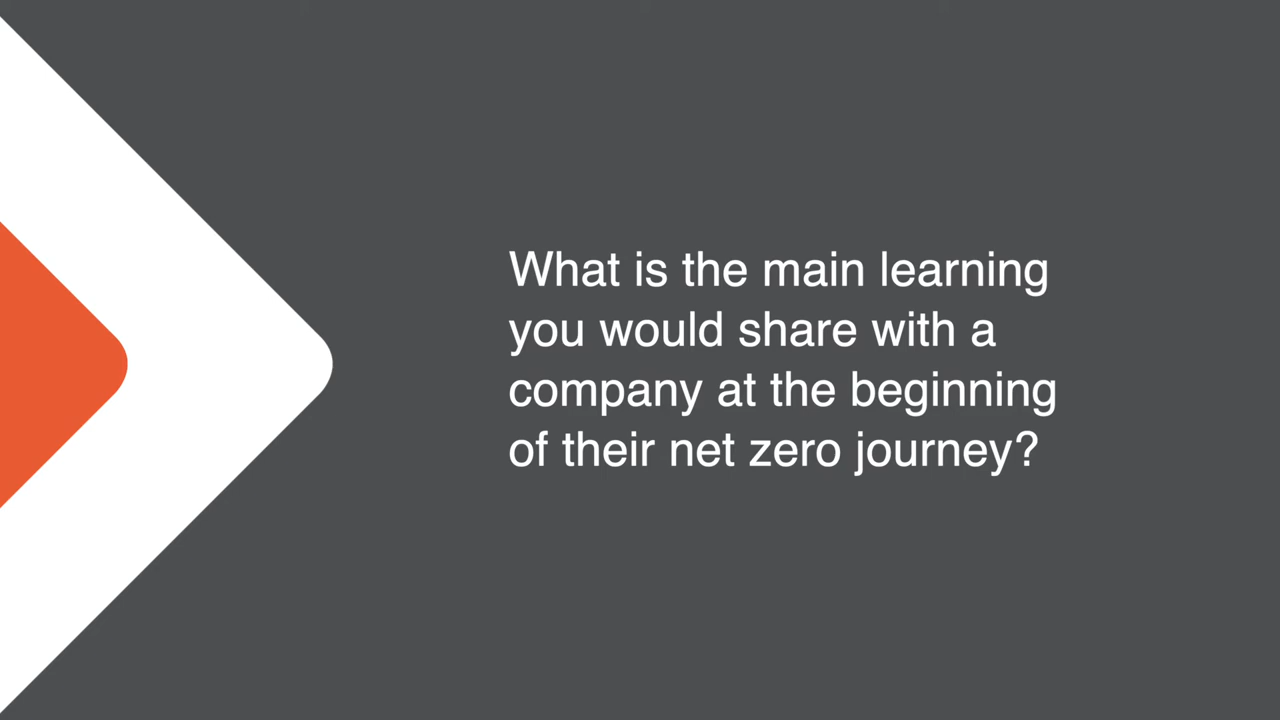 What is the main learning
you would share with a
company at the beginning
of their net zero journey?